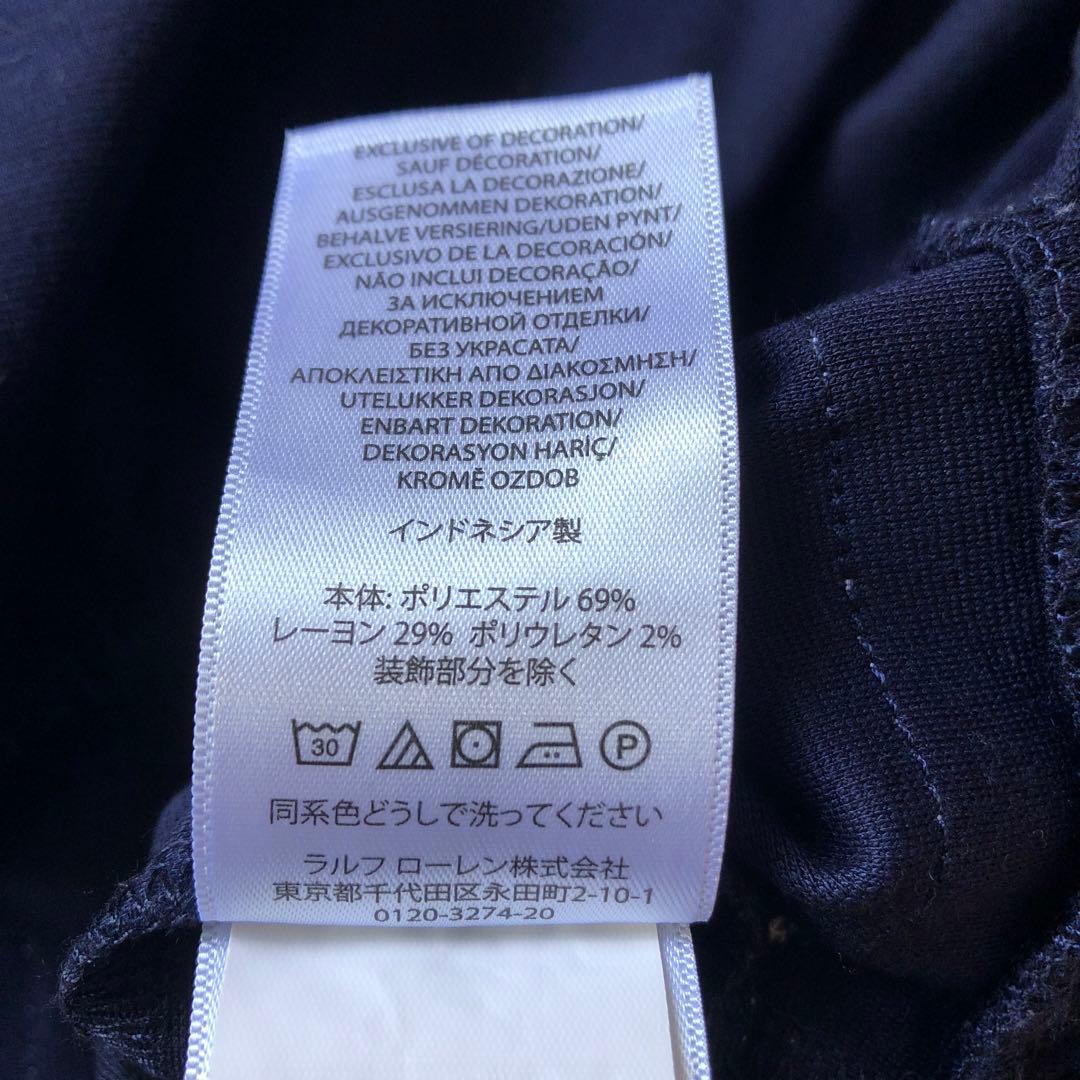 EXCLUSIVE OF DECORATION/
SAUF DÉCORATION/
ESCLUSA LA DECORAZIONE/
AUSGENOMMEN DEKORATION/
BEHALVE VERSIERING/UDEN PYNT/
EXCLUSIVO DE LA DECORACIÓN/
NÃO INCLUI DECORAÇÃO/
ЗА ИСКЛЮЧЕНИЕМ
ДЕКОРАТИВНОЙ ОТДЕЛКИ/
БЕЗ УКРАСАТА/
ΑΠΟΚΛΕΙΣΤΙΚΗ ΑΠΟ ΔΙΑΚΟΣΜΗΣΗ/
UTELUKKER DEKORASJON/
ENBART DEKORATION/
DEKORASYON HARİÇ/
KROMĚ OZDOB
インドネシア製
本体: ポリエステル 69%
レーヨン 29% ポリウレタン 2%
装飾部分を除く
30 P
同系色どうしで洗ってください
ラルフ ローレン株式会社
東京都千代田区永田町2-10-1
0120-3274-20